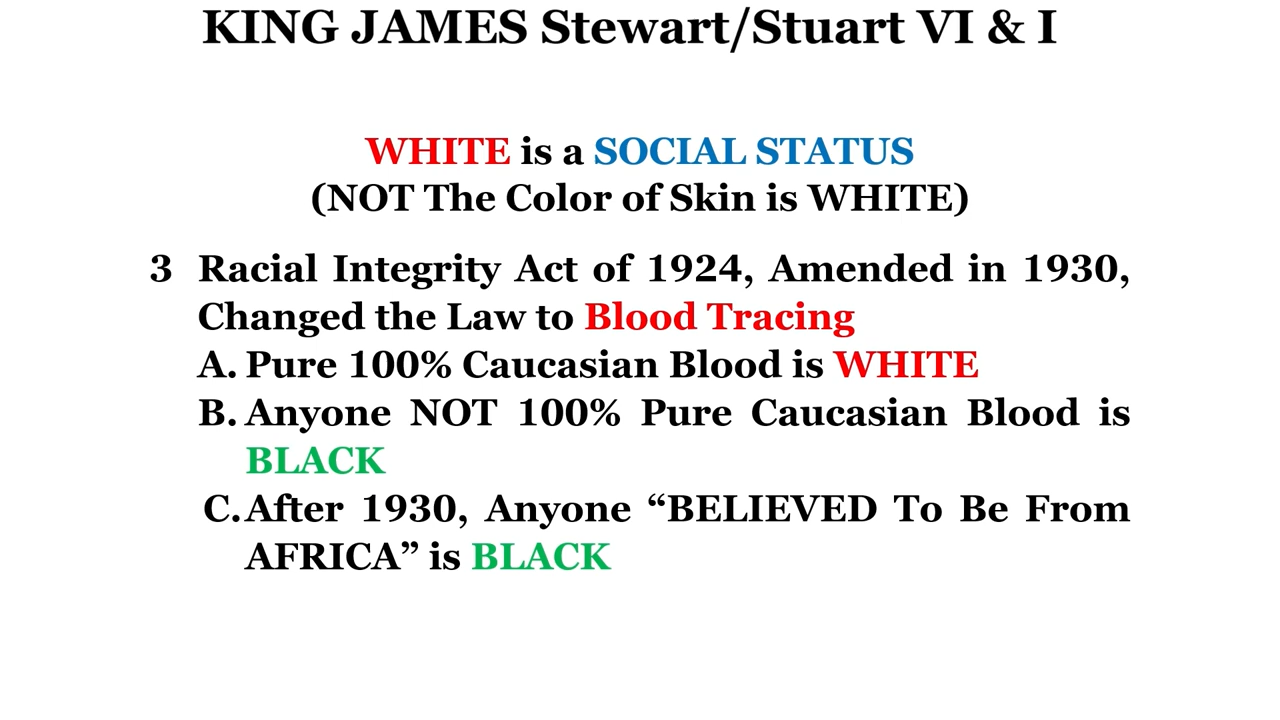 KING JAMES Stewart/Stuart VI & I
WHITE is a SOCIAL STATUS
(NOT The Color of Skin is WHITE)
3 Racial Integrity Act of 1924, Amended in 1930,
Changed the Law to Blood Tracing
A. Pure 100% Caucasian Blood is WHITE
B. Anyone NOT 100% Pure Caucasian Blood is
BLACK
C. After 1930, Anyone “BELIEVED To Be From
AFRICA” is BLACK